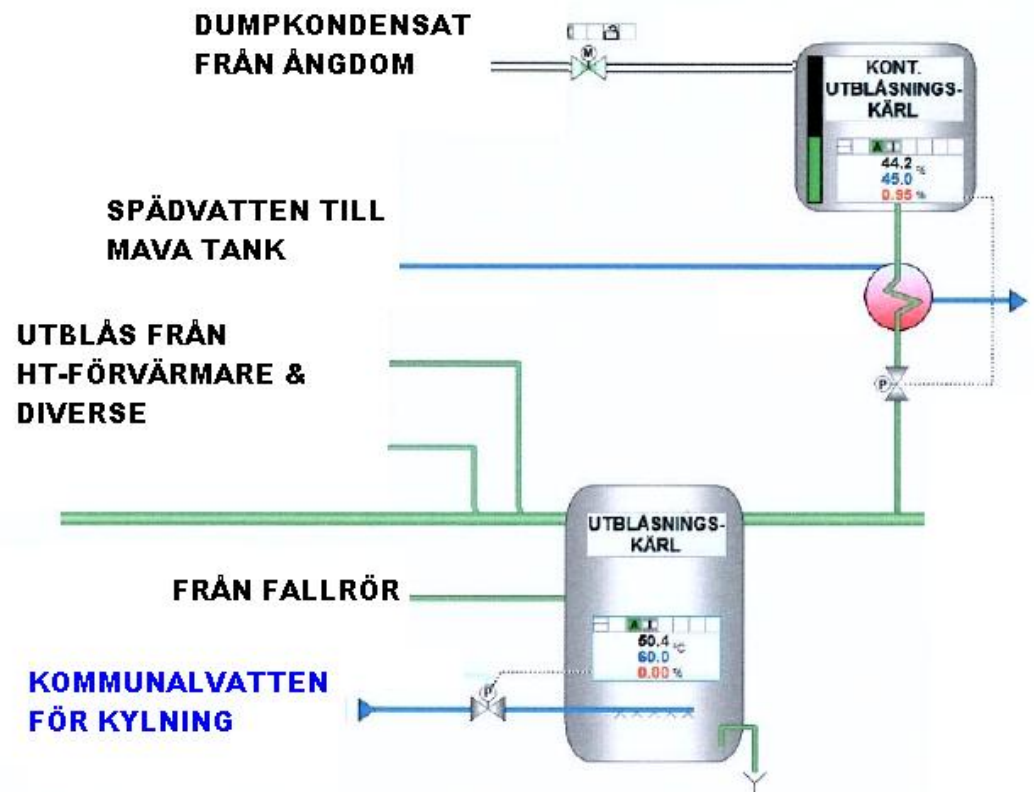 DUMPKONDENSAT
FRÅN ÅNGDOM
M
KONT.
UTBLÅSNINGS-
KÄRL
A I
44.2 %
45.0
0.95 %
SPÄDVATTEN TILL
MAVA TANK
UTBLÅS FRÅN
HT-FÖRVÄRMARE &
DIVERSE
P
UTBLÅSNINGS-
KÄRL
FRÅN FALLRÖR
A I
50.4 °C
60.0
0.00 %
KOMMUNALVATTEN
FÖR KYLNING
P